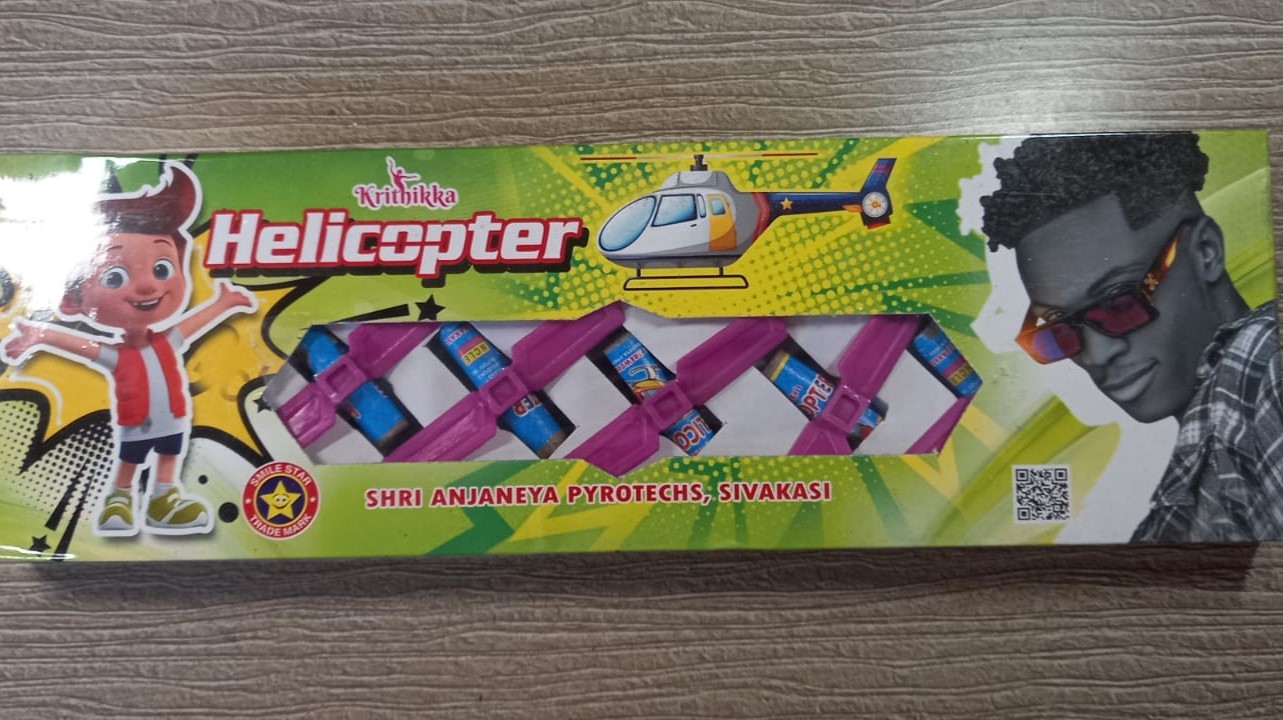 Krithikka
Helicopter
SMILE STAR
TRADE MARK
SHRI ANJANEYA PYROTECHS, SIVAKASI